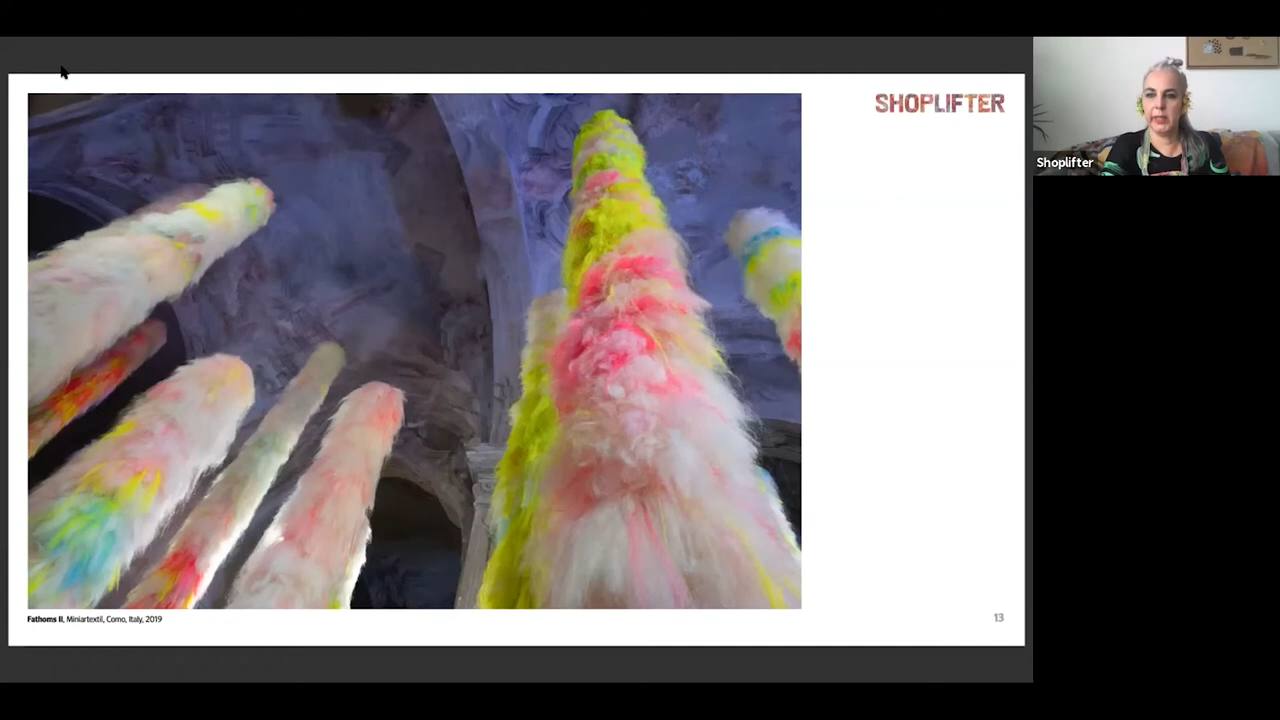 SHOPLIFTER
Shoplifter
Fathoms II, Miniartextil, Como, Italy, 2019
13